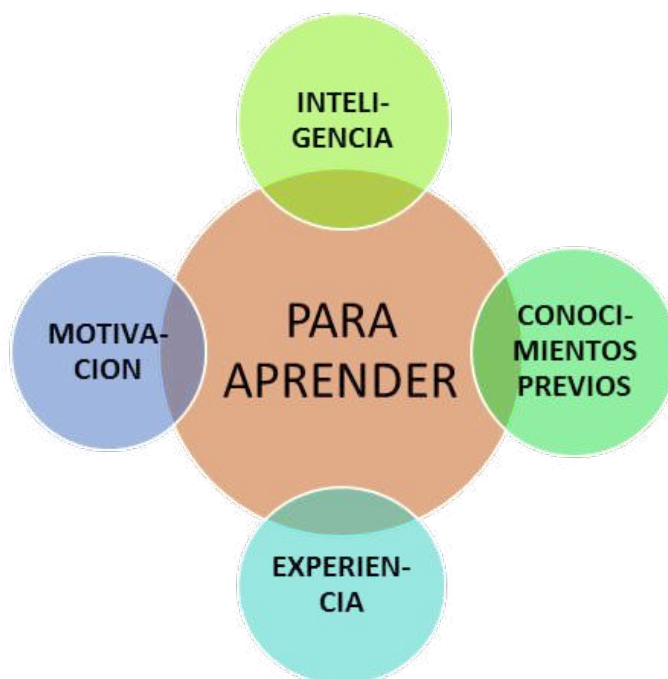 INTELI-
GENCIA
MOTIVA-
CION
PARA
APRENDER
CONOCI-
MIENTOS
PREVIOS
EXPERIEN-
CIA